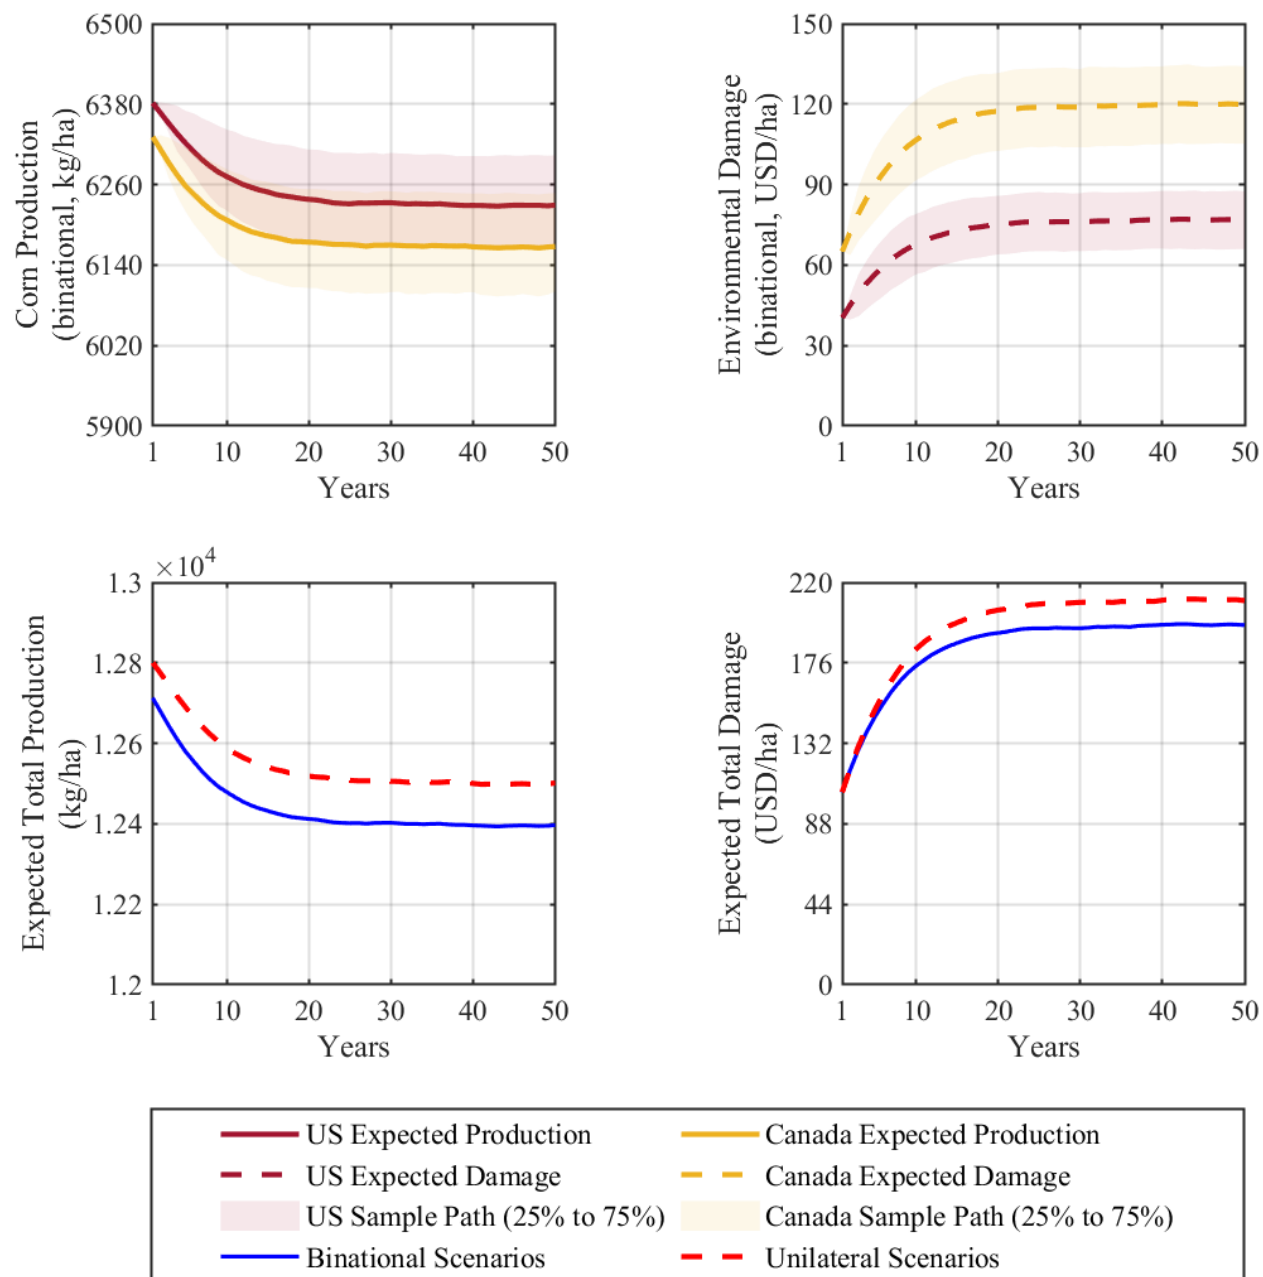 6500
6380
6260
6140
6020
5900
Corn Production
(binational, kg/ha)
1 10 20 30 40 50
Years
150
120
90
60
30
0
Environmental Damage
(binational, USD/ha)
1 10 20 30 40 50
Years
×10⁴
1.3
1.28
1.26
1.24
1.22
1.2
Expected Total Production
(kg/ha)
1 10 20 30 40 50
Years
220
176
132
88
44
0
Expected Total Damage
(USD/ha)
1 10 20 30 40 50
Years
US Expected Production Canada Expected Production
US Expected Damage Canada Expected Damage
US Sample Path (25% to 75%) Canada Sample Path (25% to 75%)
Binational Scenarios Unilateral Scenarios